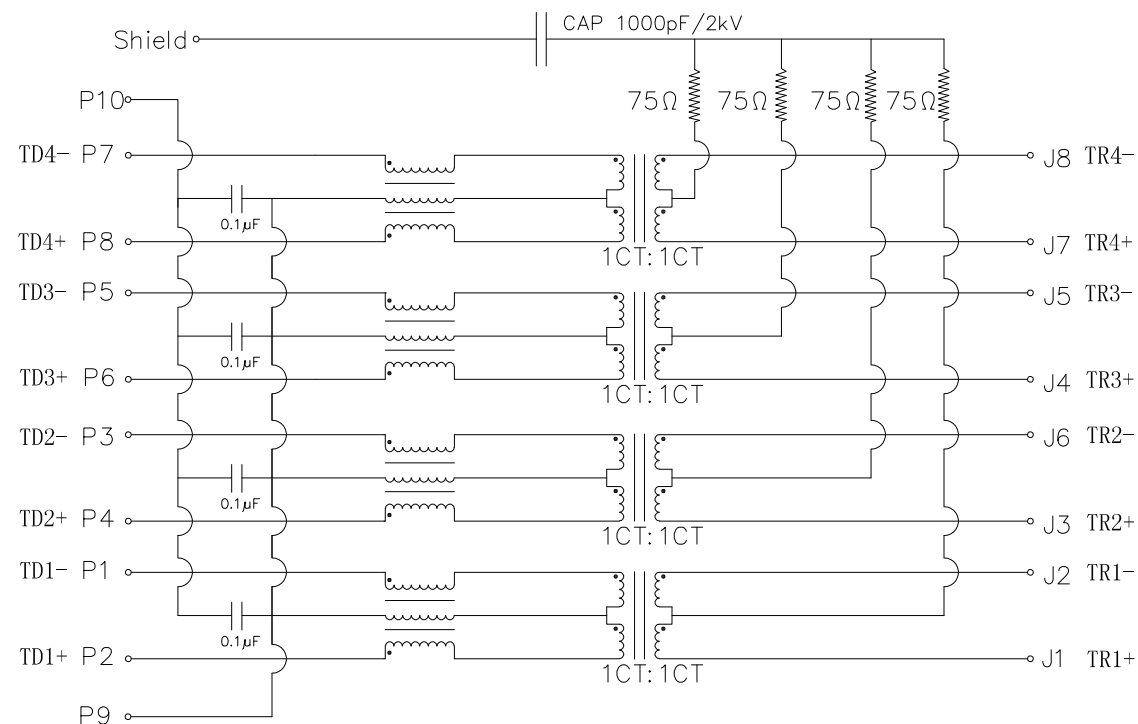 CAP 1000pF/2kV
Shield
P10
75Ω 75Ω 75Ω 75Ω
TD4- P7 J8 TR4-
0.1μF
TD4+ P8 J7 TR4+
1CT:1CT
TD3- P5 J5 TR3-
0.1μF
TD3+ P6 J4 TR3+
1CT:1CT
TD2- P3 J6 TR2-
0.1μF
TD2+ P4 J3 TR2+
1CT:1CT
TD1- P1 J2 TR1-
0.1μF
TD1+ P2 J1 TR1+
1CT:1CT
P9